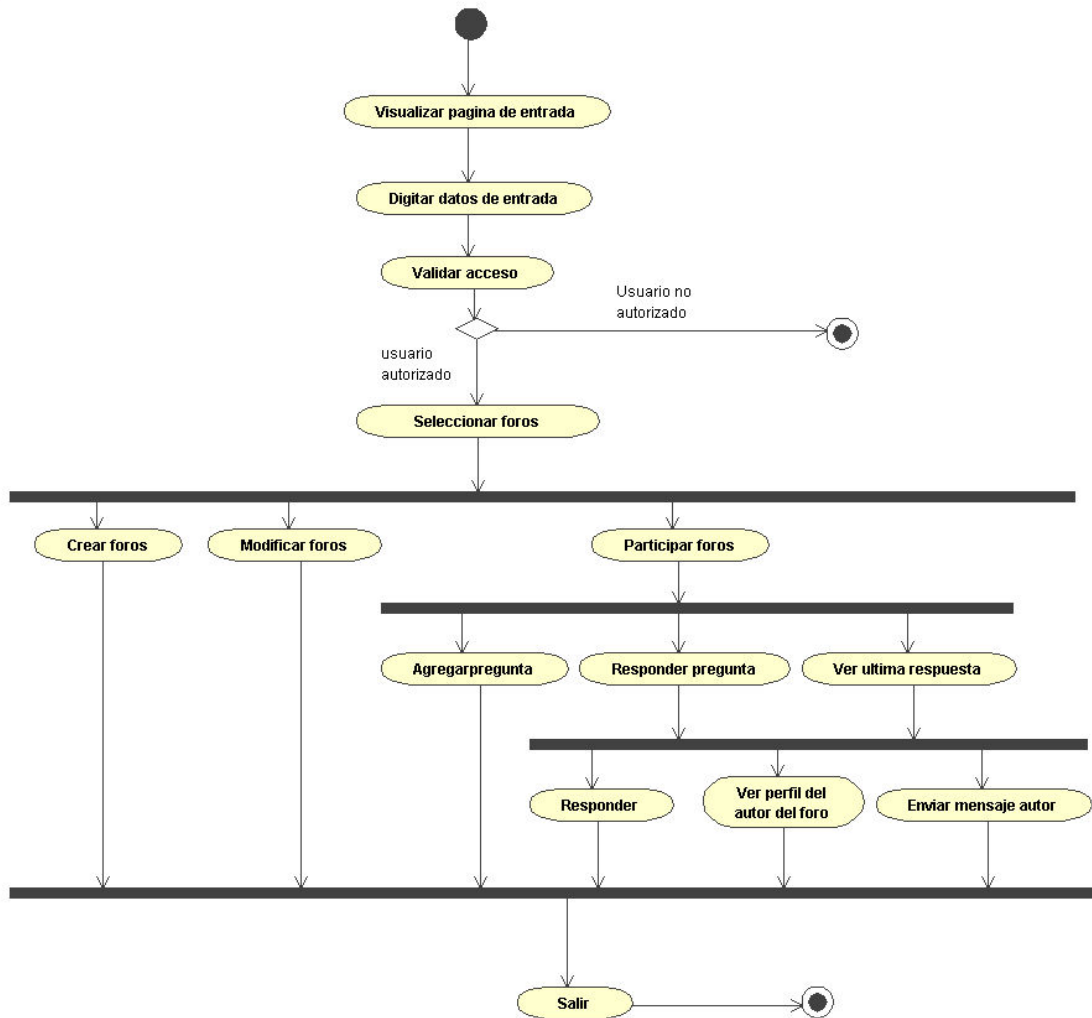 Visualizar pagina de entrada
Digitar datos de entrada
Validar acceso
Usuario no
autorizado
usuario
autorizado
Seleccionar foros
Crear foros
Modificar foros
Participar foros
Agregarpregunta
Responder pregunta
Ver ultima respuesta
Responder
Ver perfil del
autor del foro
Enviar mensaje autor
Salir